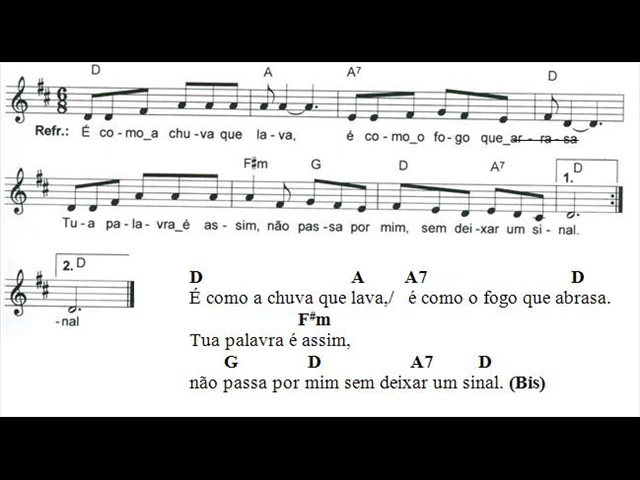 D A A7 D
6 8
Refr.: É co-mo_a chu-va que la-va, é co-mo_o fo-go que_ar-ra-sa
F#m G D A7 1. D
Tu-a pa-la-vra_é as-sim, não pas-sa por mim, sem dei-xar um si-nal.
2. D
-nal
D A A7 D
É como a chuva que lava,/ é como o fogo que abrasa.
F#m
Tua palavra é assim,
G D A7 D
não passa por mim sem deixar um sinal. (Bis)